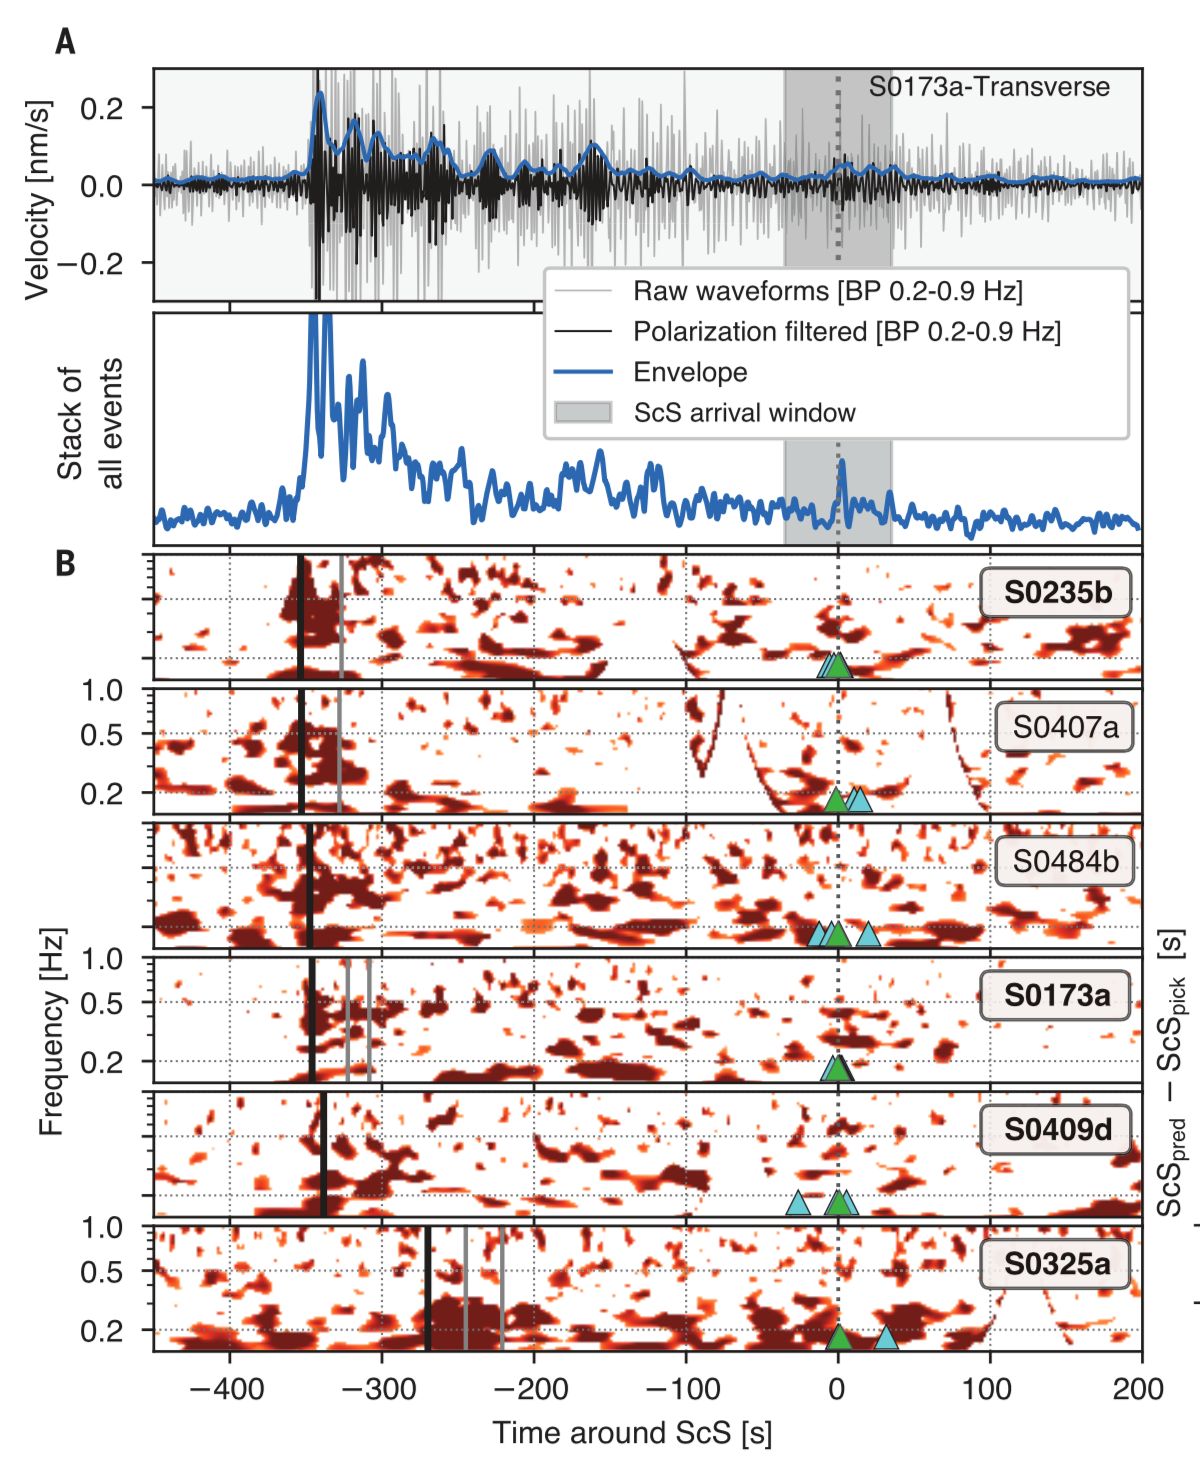 A
S0173a-Transverse
Velocity [nm/s]
0.2
0.0
−0.2
Raw waveforms [BP 0.2-0.9 Hz]
Polarization filtered [BP 0.2-0.9 Hz]
Envelope
ScS arrival window
Stack of
all events
B
S0235b
1.0
0.5
0.2
S0407a
S0484b
Frequency [Hz]
1.0
0.5
0.2
S0173a
S0409d
1.0
0.5
0.2
S0325a
ScSpred − ScSpick [s]
−400
−300
−200
−100
0
100
200
Time around ScS [s]